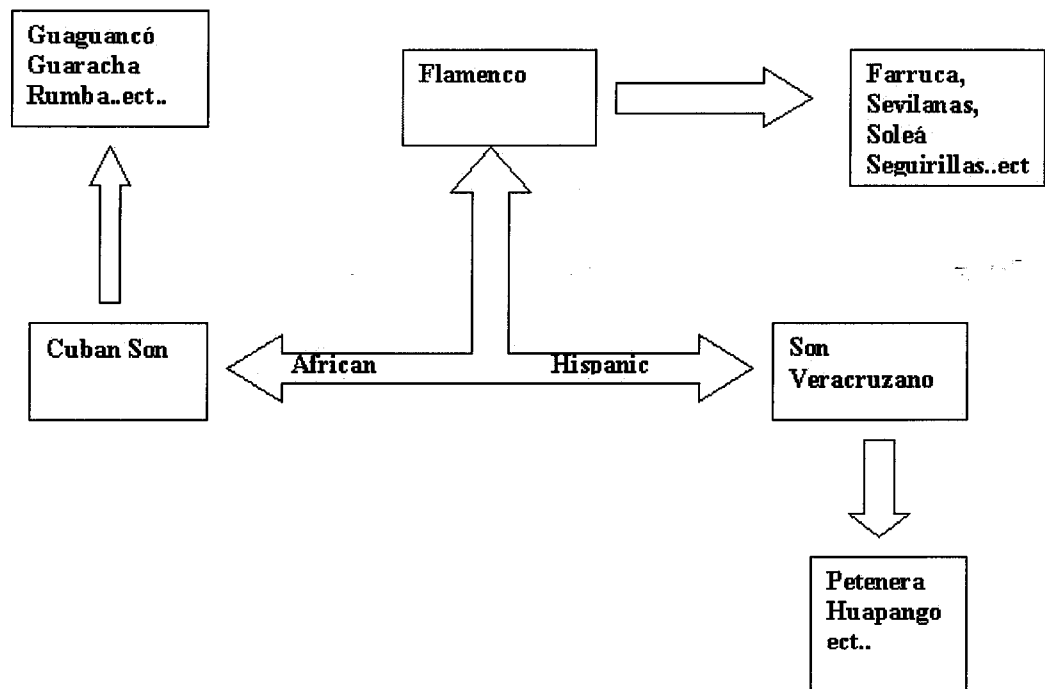 Guaguancó
Guaracha
Rumba..ect..
Flamenco
Farruca,
Sevilanas,
Soleá
Seguirillas..ect
Cuban Son
African
Hispanic
Son
Veracruzano
Petenera
Huapango
ect..